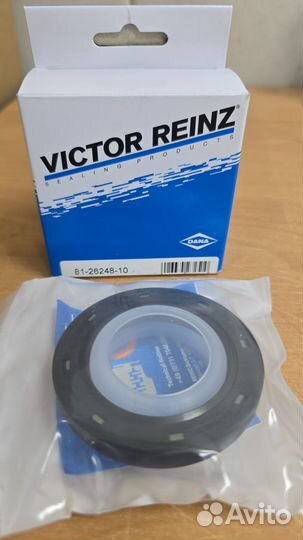 VICTOR REINZ®
SEALING PRODUCTS
DANA
81-26248-10
Avito